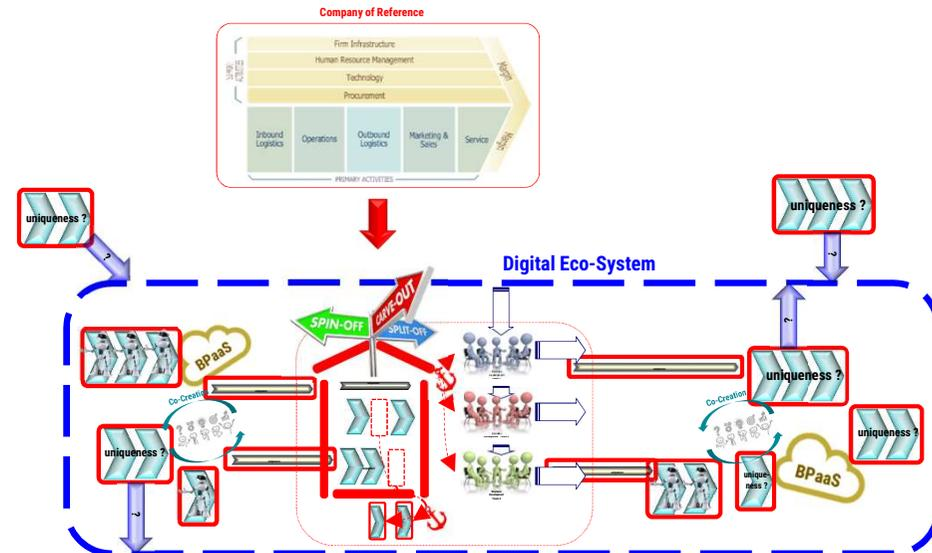 Company of Reference
Firm Infrastructure
Human Resource Management
Technology
Procurement
Margin
Inbound
Logistics
Operations
Outbound
Logistics
Marketing &
Sales
Service
Margin
PRIMARY ACTIVITIES
uniqueness ?
?
uniqueness ?
?
Digital Eco-System
SPIN-OFF
CARVE-OUT
SPLIT-OFF
BPaaS
?
uniqueness ?
Co-Creation
Co-Creation
uniqueness ?
uniqueness ?
unique-
ness ?
BPaaS
?